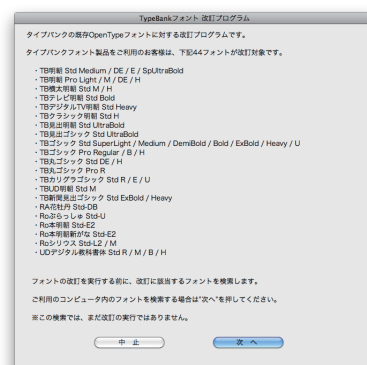 TypeBankフォント 改訂プログラム
タイプバンクの既存OpenTypeフォントに対する改訂プログラムです。
タイプバンクフォント製品をご利用のお客様は、下記44フォントが改訂対象です。
・TB明朝 Std Medium / DE / E / SpUltraBold
・TB明朝 Pro Light / M / DE / H
・TB横太明朝 Std M / H
・TBテレビ明朝 Std Bold
・TBデジタルTV明朝 Std Heavy
・TBクラシック明朝 Std H
・TB見出明朝 Std UltraBold
・TB見出ゴシック Std UltraBold
・TBゴシック Std SuperLight / Medium / DemiBold / Bold / ExBold / Heavy / U
・TBゴシック Pro Regular / B / H
・TB丸ゴシック Std DE / H
・TB丸ゴシック Pro R
・TBカリグラゴシック Std R / E / U
・TBUD明朝 Std M
・TB新聞見出ゴシック Std ExBold / Heavy
・RA花牡丹 Std-DB
・Roぶらっしゅ Std-U
・Ro本明朝 Std-E2
・Ro本明朝新がな Std-E2
・Roシリウス Std-L2 / M
・UDデジタル教科書体 Std R / M / B / H
フォントの改訂を実行する前に、改訂に該当するフォントを検索します。
ご利用のコンピュータ内のフォントを検索する場合は"次へ"を押してください。
※この検索では、まだ改訂の実行ではありません。
中 止
次 へ